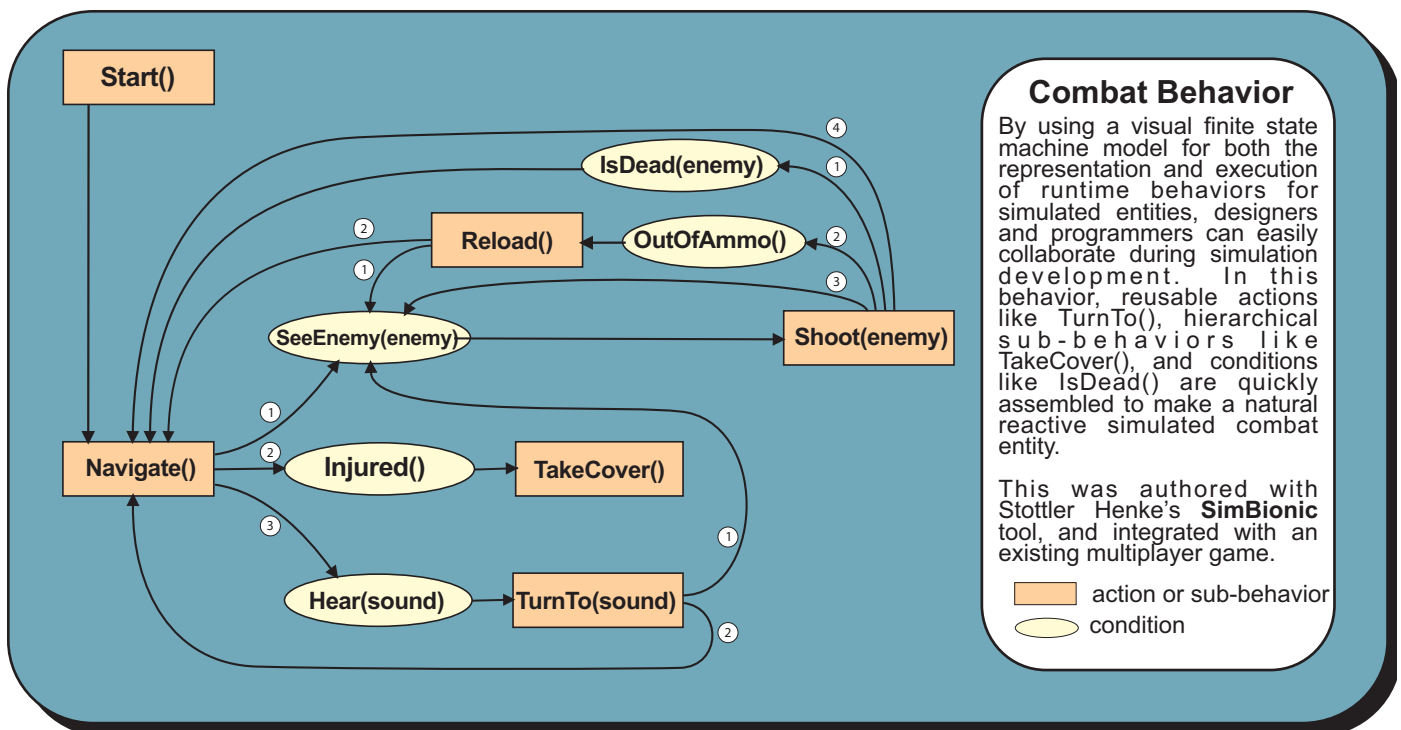 Start()
4
IsDead(enemy)
1
2
Reload()
OutOfAmmo()
2
1
3
SeeEnemy(enemy)
Shoot(enemy)
1
Navigate()
2
Injured()
TakeCover()
3
1
Hear(sound)
TurnTo(sound)
2
Combat Behavior
By using a visual finite state
machine model for both the
representation and execution
of runtime behaviors for
simulated entities, designers
and programmers can easily
collaborate during simulation
development. In this
behavior, reusable actions
like TurnTo(), hierarchical
sub-behaviors like
TakeCover(), and conditions
like IsDead() are quickly
assembled to make a natural
reactive simulated combat
entity.
This was authored with
Stottler Henke's SimBionic
tool, and integrated with an
existing multiplayer game.
action or sub-behavior
condition